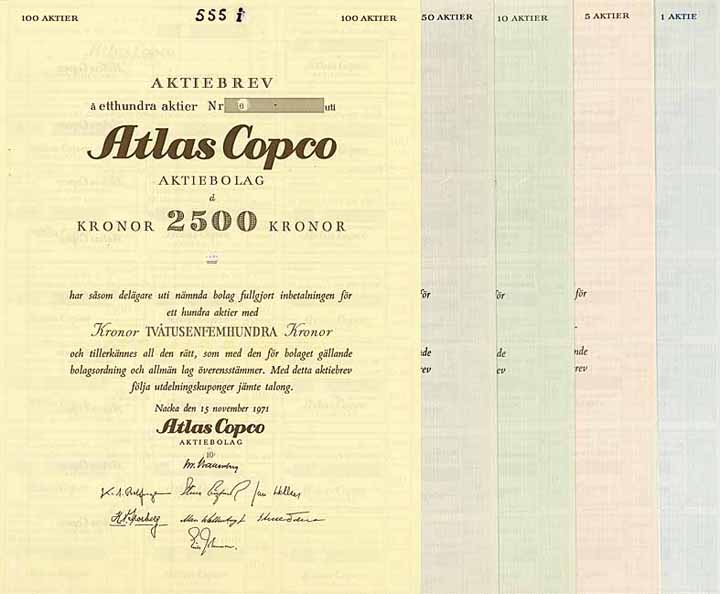 100 AKTIER 555 i 100 AKTIER 50 AKTIER 10 AKTIER 5 AKTIER 1 AKTIE
AKTIEBREV
à etthundra aktier Nr uti
Atlas Copco
AKTIEBOLAG
á
KRONOR 2500 KRONOR
har såsom delägare uti nämnda bolag fullgjort inbetalningen för
för
för
för
ett hundra aktier med
Kronor TVÅTUSENFEMHUNDRA Kronor
och tillerkännes all den rätt, som med den för bolaget gällande
nde
de
nde
bolagsordning och allmän lag överensstämmer. Med detta aktiebrev
rev
ev
rev
följa utdelningskuponger jämte talong.
Nacka den 15 november 1971
Atlas Copco
AKTIEBOLAG